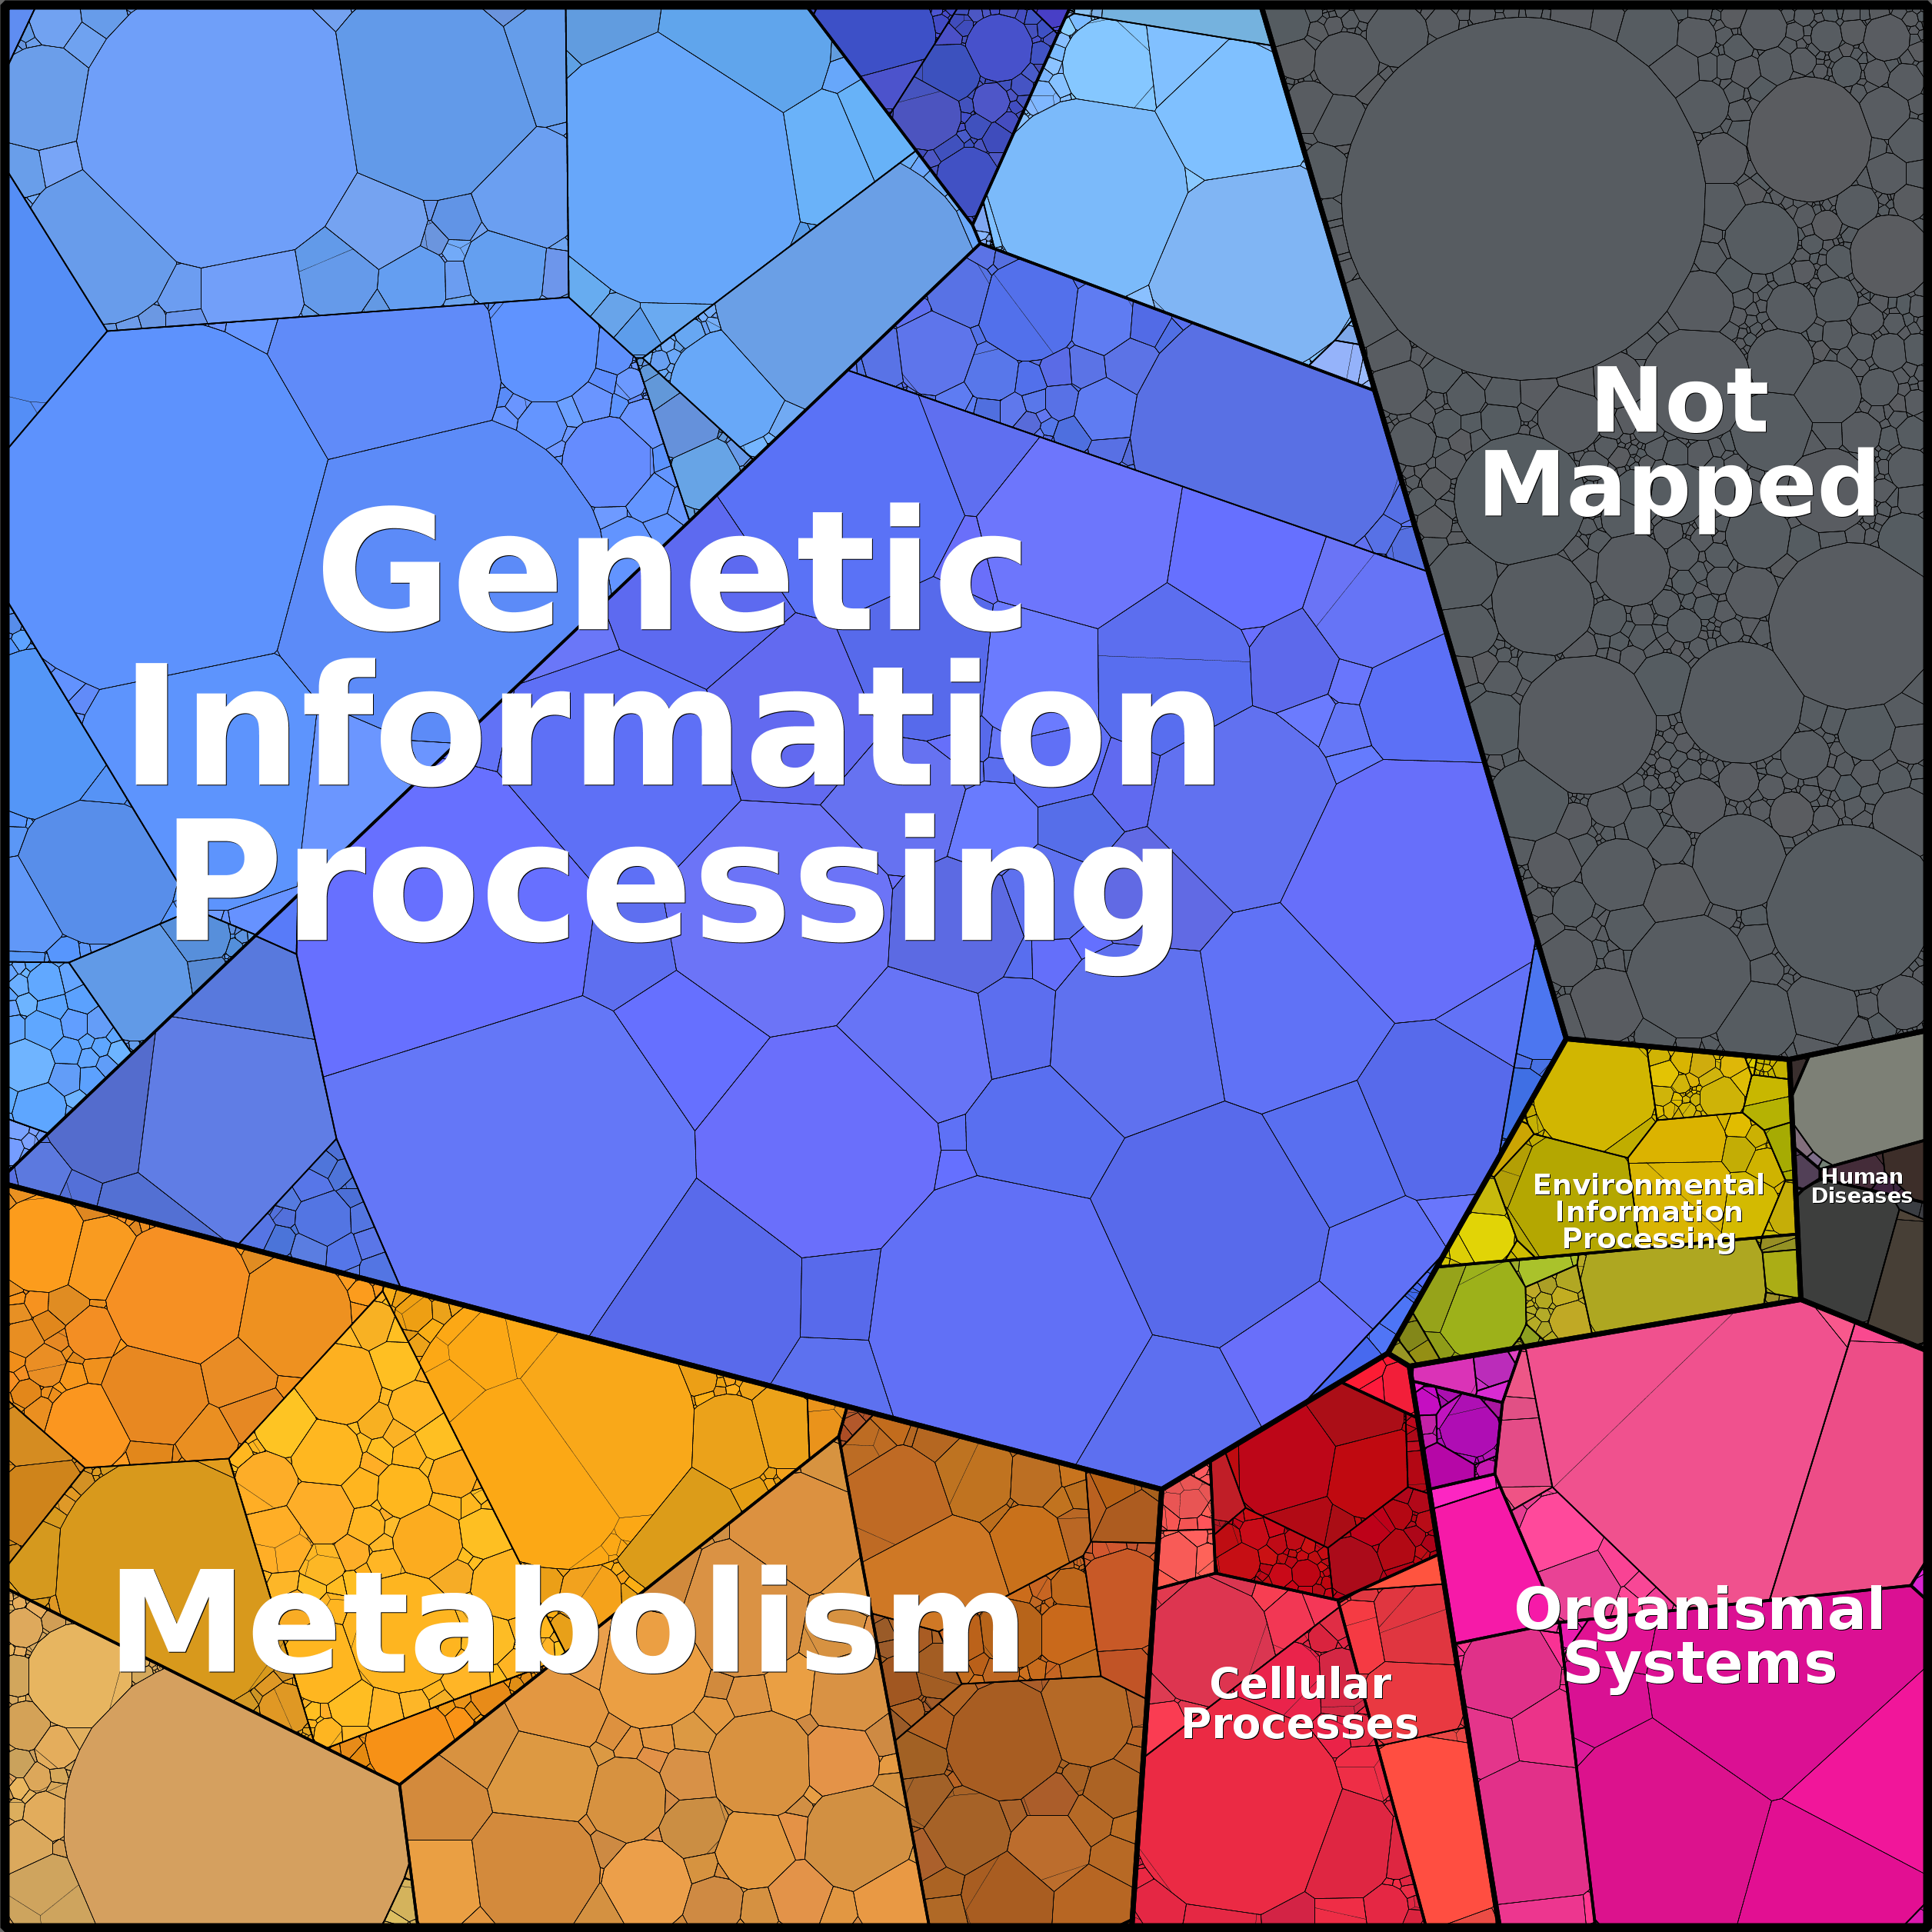 Not
Mapped
Genetic
Information
Processing
Environmental
Information
Processing
Human
Diseases
Metabolism
Organismal
Systems
Cellular
Processes